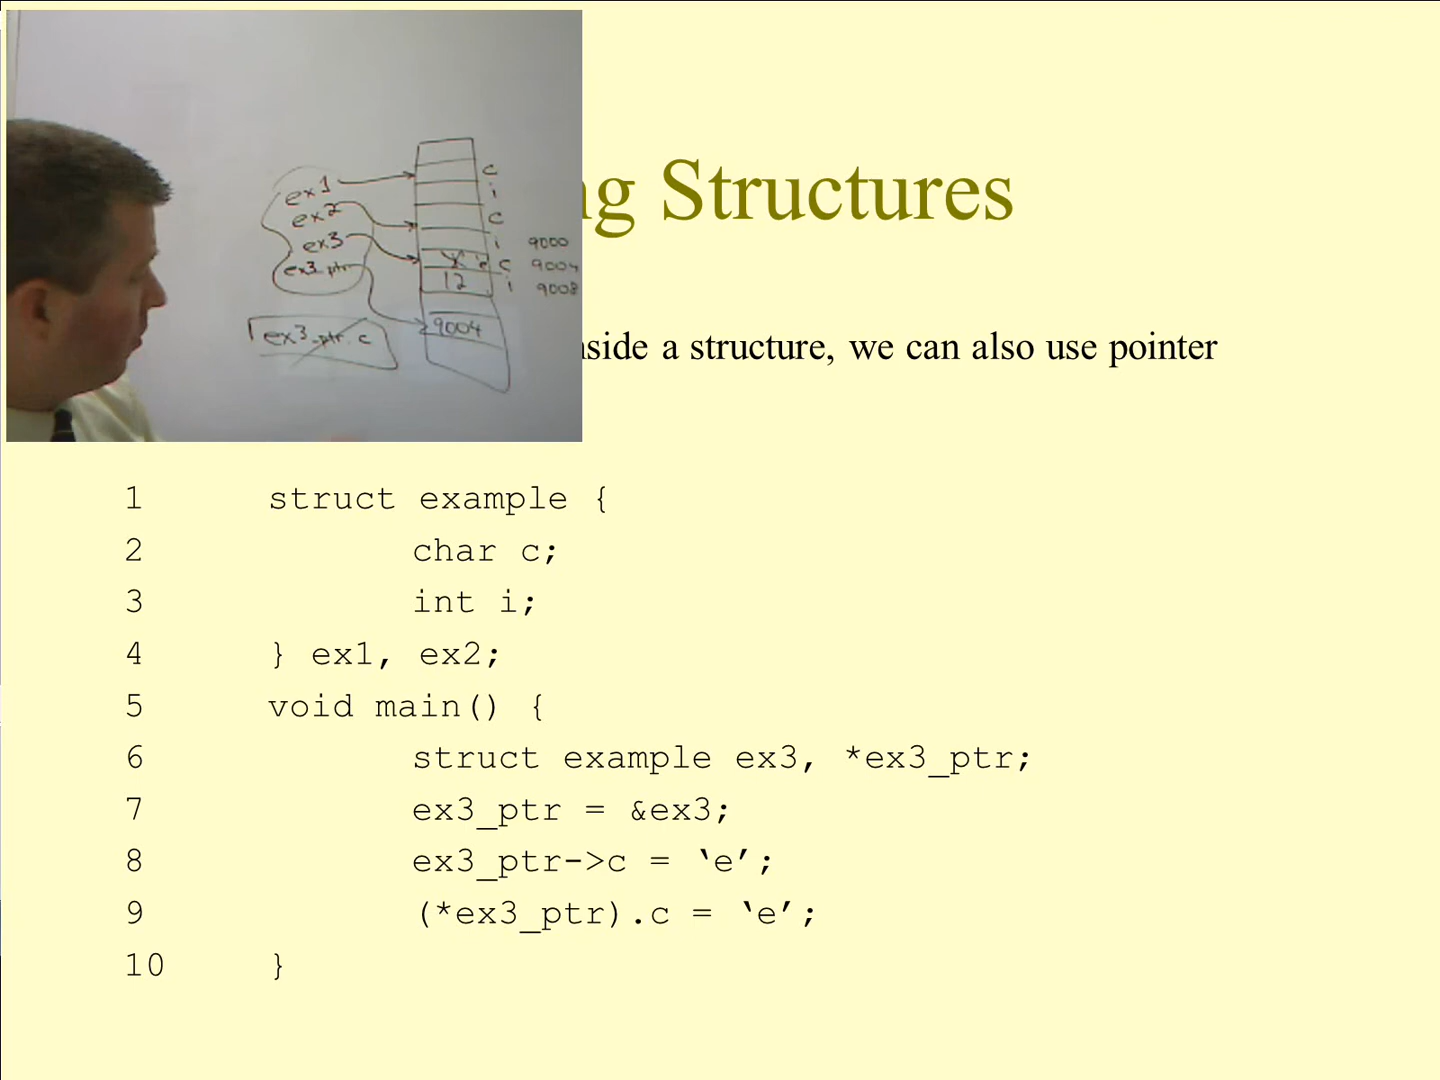 ng Structures
nside a structure, we can also use pointer
ex1
ex2
ex3
ex3_ptr
ex3_ptr.c
c
i
c
i 9000
'e' c 9004
12 i 9008
9004
1 struct example {
2 char c;
3 int i;
4 } ex1, ex2;
5 void main() {
6 struct example ex3, *ex3_ptr;
7 ex3_ptr = &ex3;
8 ex3_ptr->c = ‘e’;
9 (*ex3_ptr).c = ‘e’;
10 }